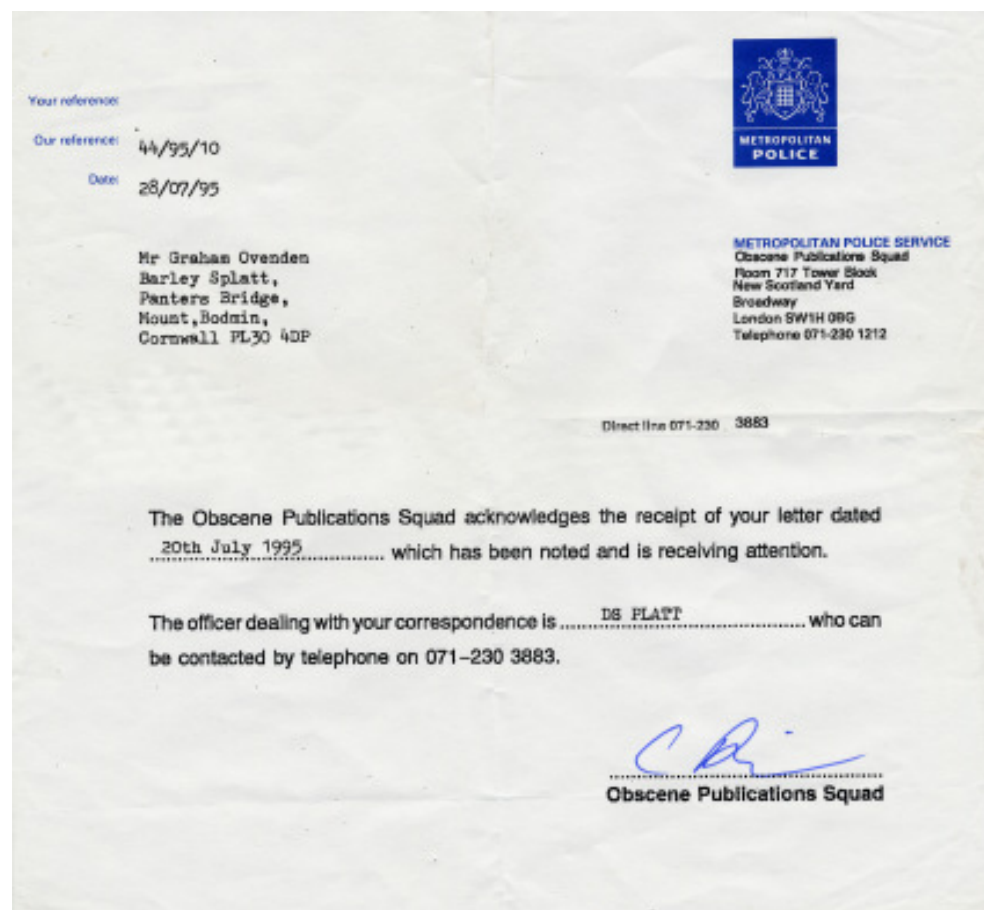 Your reference:
Our reference: 44/95/10
Date: 28/07/95
METROPOLITAN
POLICE
Mr Graham Ovenden
Barley Splatt,
Panters Bridge,
Mount,Bodmin,
Cornwall PL30 4DP
METROPOLITAN POLICE SERVICE
Obscene Publications Squad
Room 717 Tower Block
New Scotland Yard
Broadway
London SW1H 0BG
Telephone 071-230 1212
Direct line 071-230 3883
The Obscene Publications Squad acknowledges the receipt of your letter dated
20th July 1995 which has been noted and is receiving attention.
The officer dealing with your correspondence is DS PLATT who can
be contacted by telephone on 071-230 3883.
Obscene Publications Squad